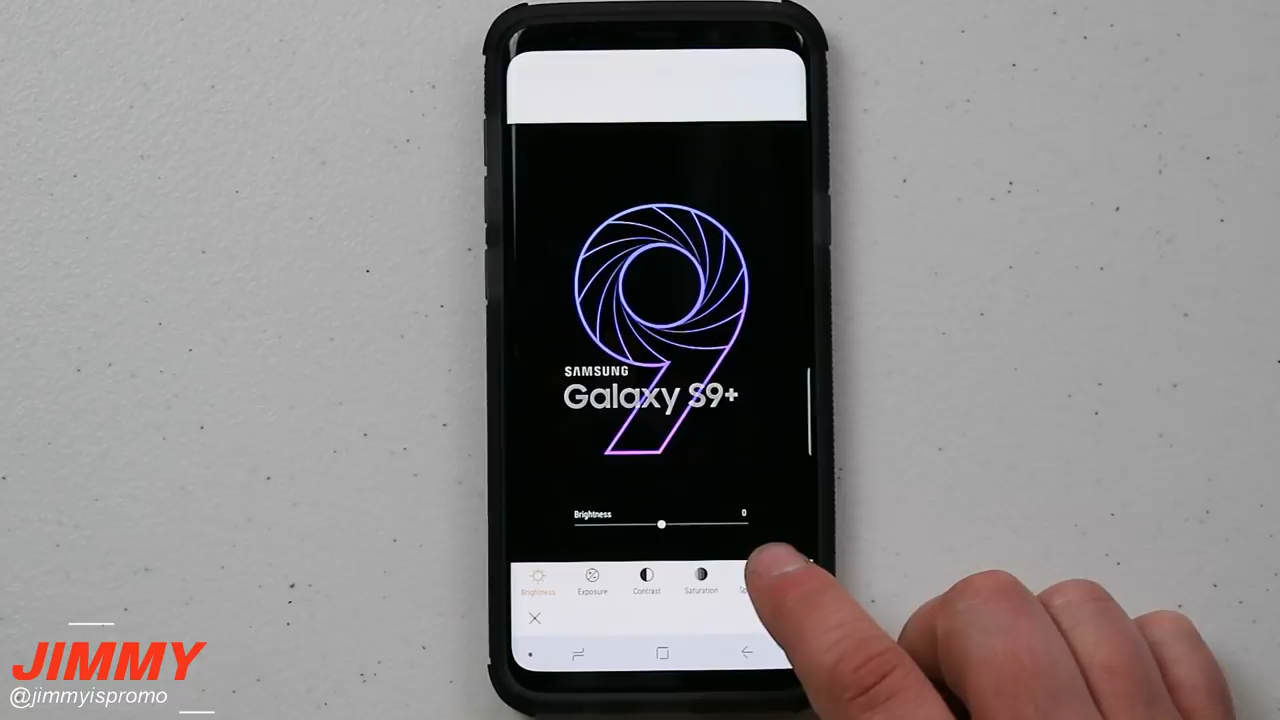 SAMSUNG
Galaxy S9+
Brightness 0
Brightness Exposure Contrast Saturation
JIMMY
@jimmyispromo